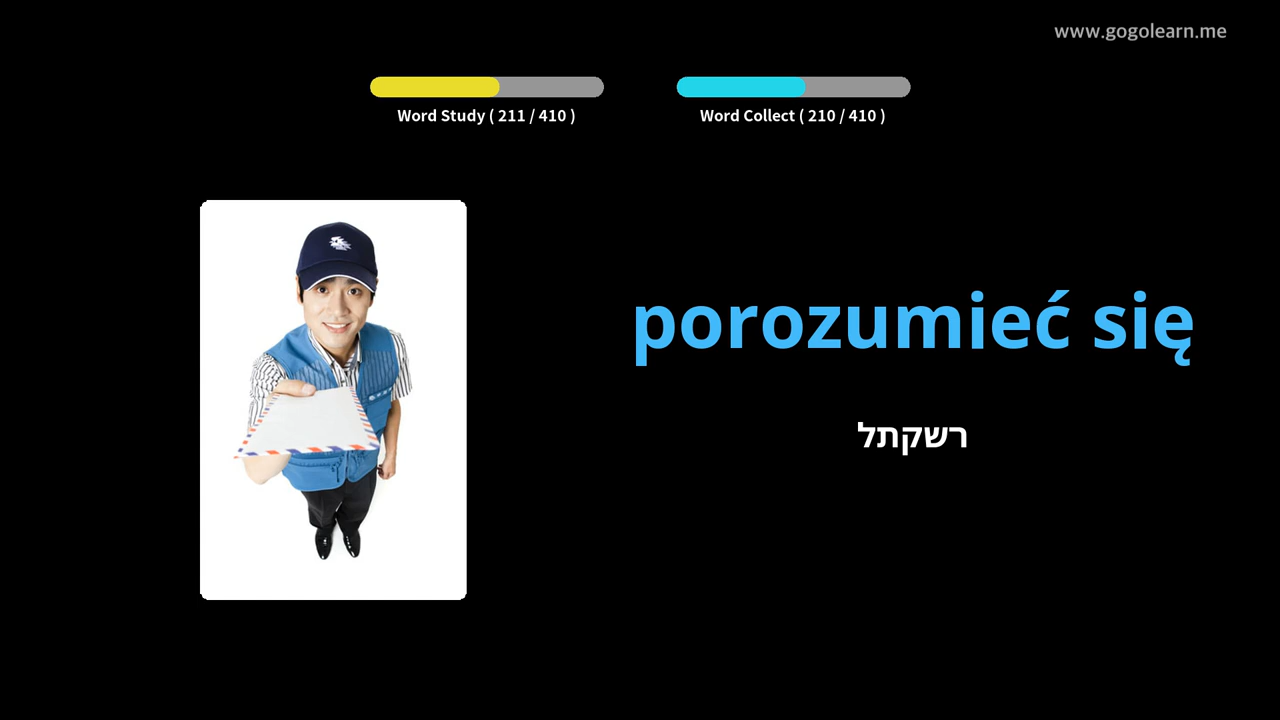 www.gogolearn.me
Word Study ( 211 / 410 )
Word Collect ( 210 / 410 )
porozumieć się
רשקתל